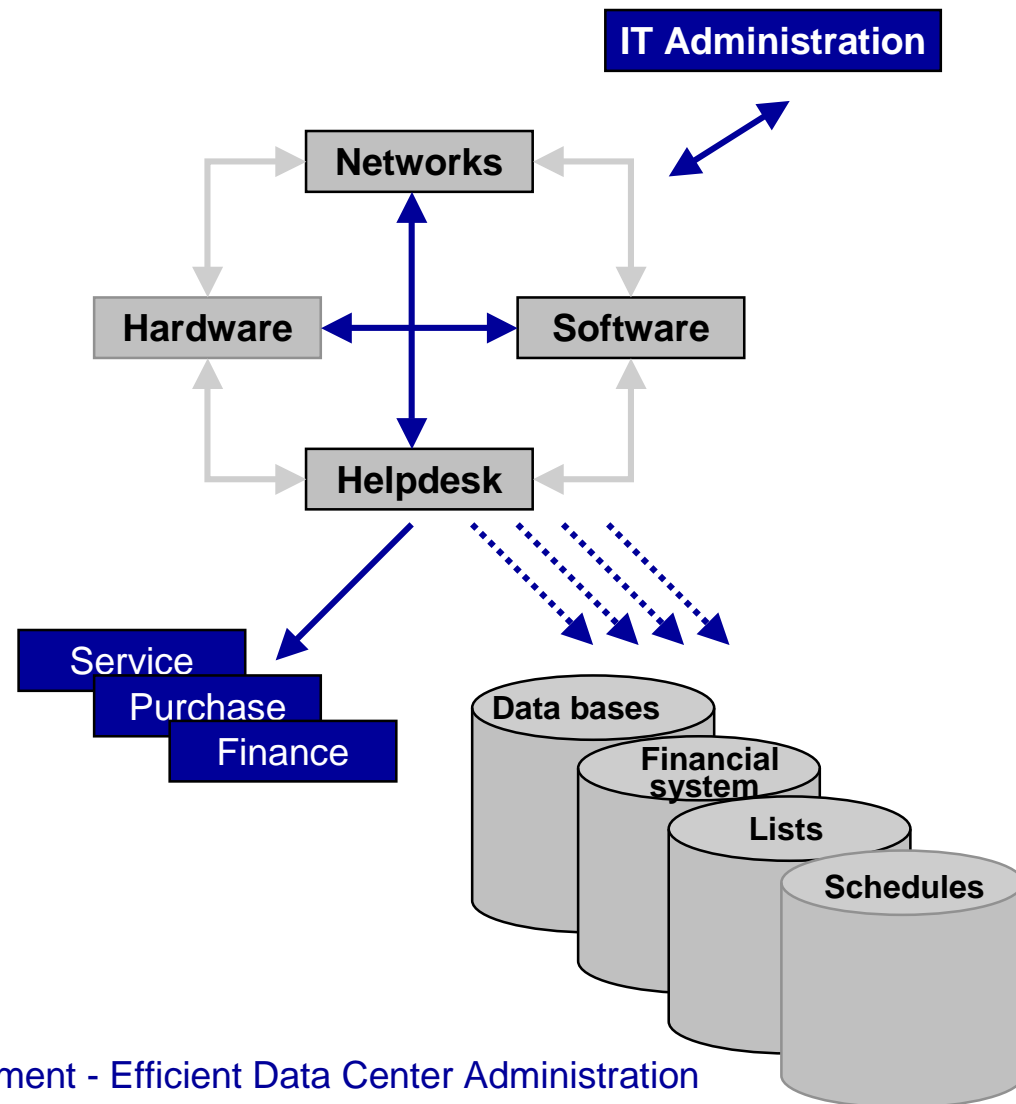 IT Administration
Networks
Hardware
Software
Helpdesk
Service
Purchase
Finance
Data bases
Financial
system
Lists
Schedules
- Efficient Data Center Administration